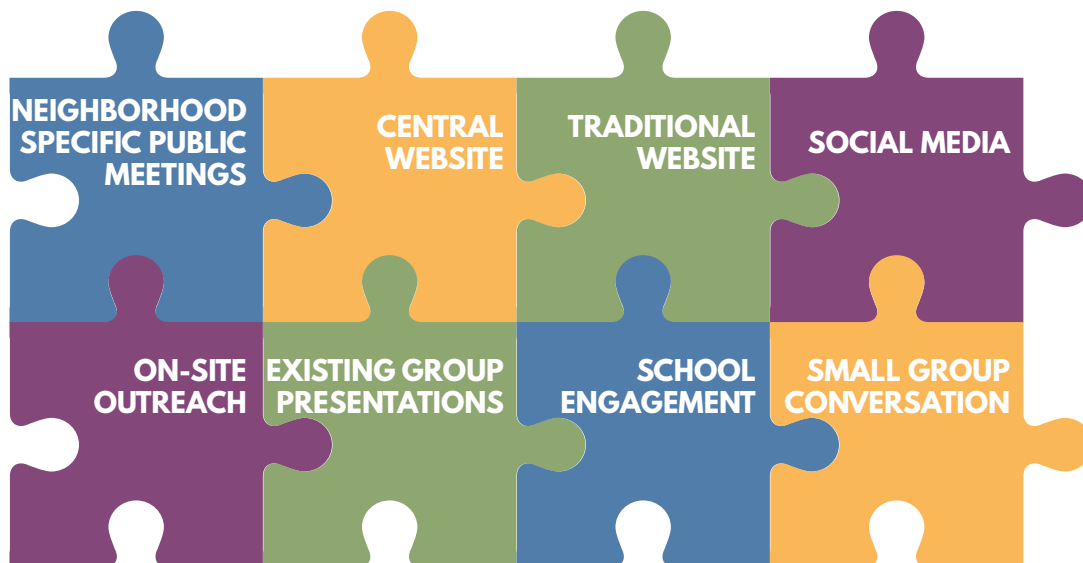 NEIGHBORHOOD
SPECIFIC PUBLIC
MEETINGS
CENTRAL
WEBSITE
TRADITIONAL
WEBSITE
SOCIAL MEDIA
ON-SITE
OUTREACH
EXISTING GROUP
PRESENTATIONS
SCHOOL
ENGAGEMENT
SMALL GROUP
CONVERSATION